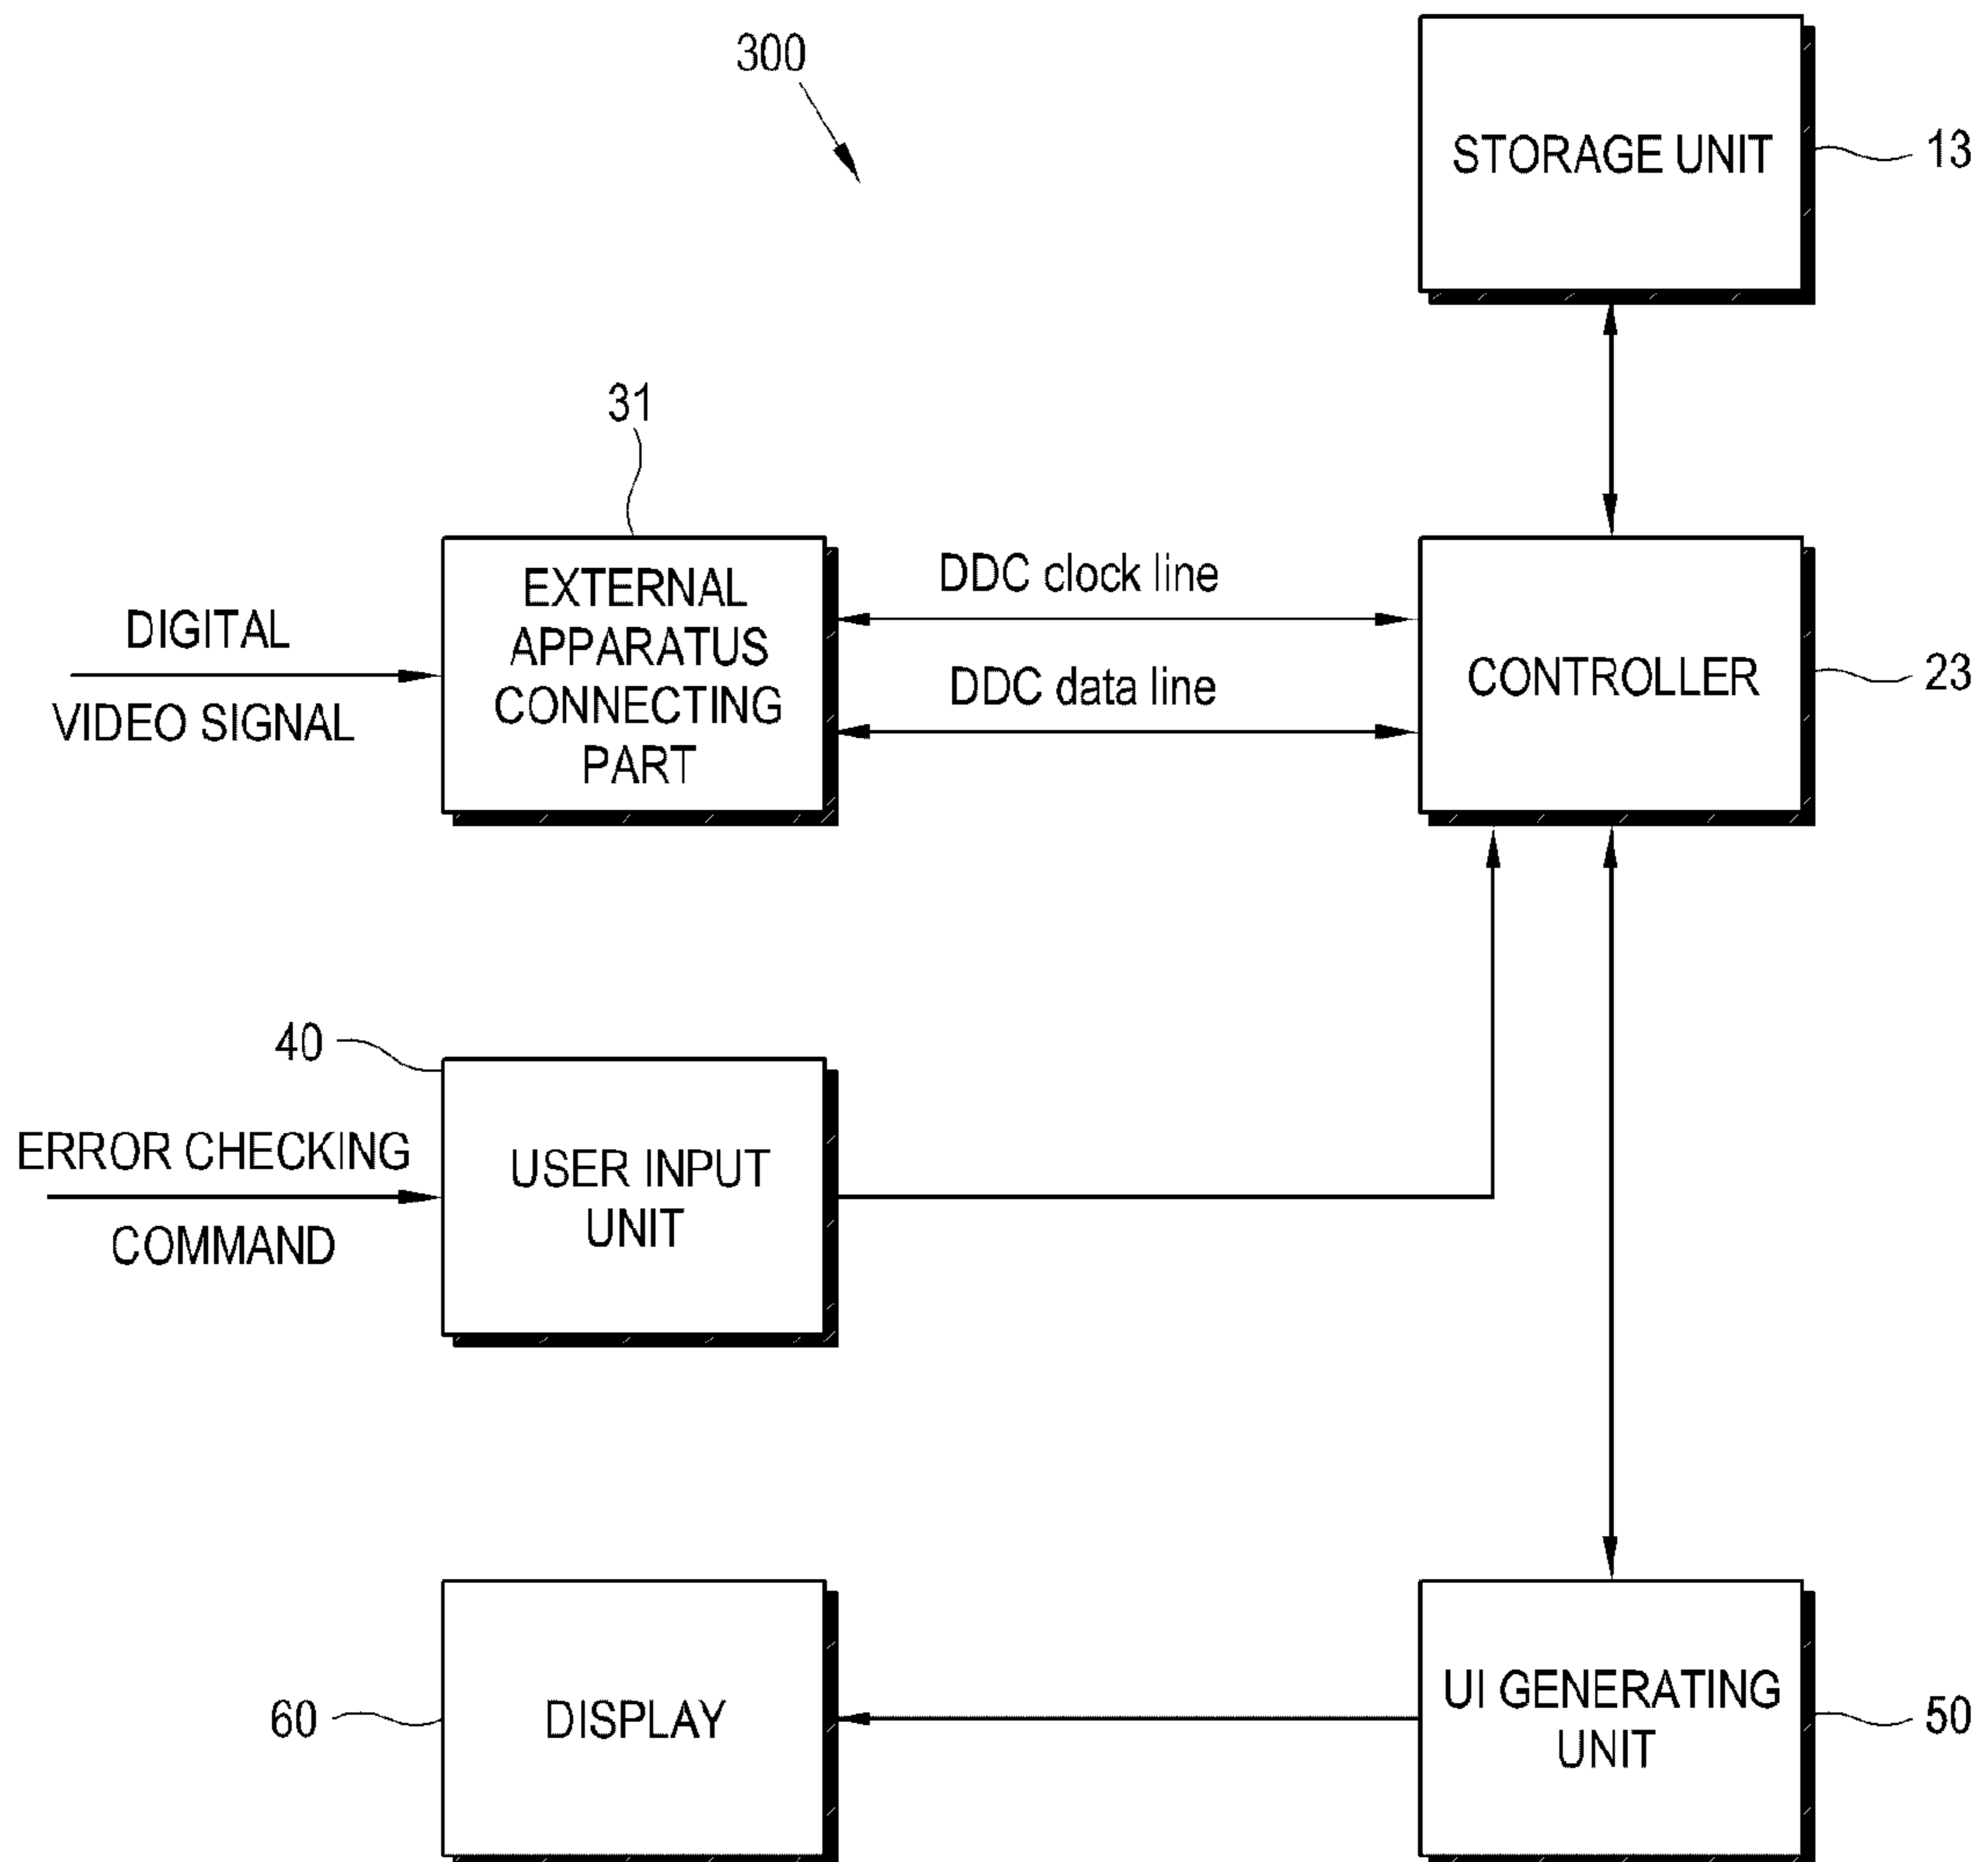 300
STORAGE UNIT
13
31
EXTERNAL
APPARATUS
CONNECTING
PART
DIGITAL
VIDEO SIGNAL
DDC clock line
DDC data line
CONTROLLER
23
40
ERROR CHECKING
COMMAND
USER INPUT
UNIT
60
DISPLAY
UI GENERATING
UNIT
50